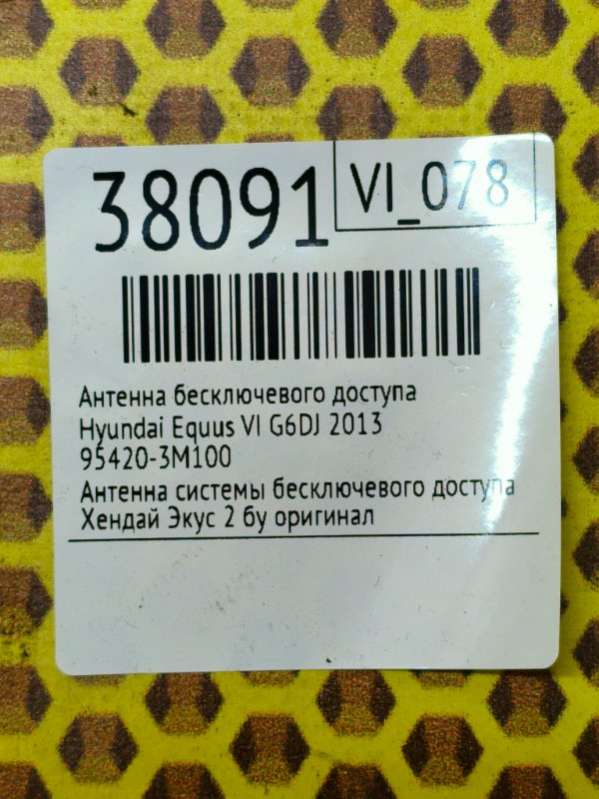 38091
VI_078
Антенна бесключевого доступа
Hyundai Equus VI G6DJ 2013
95420-3M100
Антенна системы бесключевого доступа
Хендай Экус 2 бу оригинал